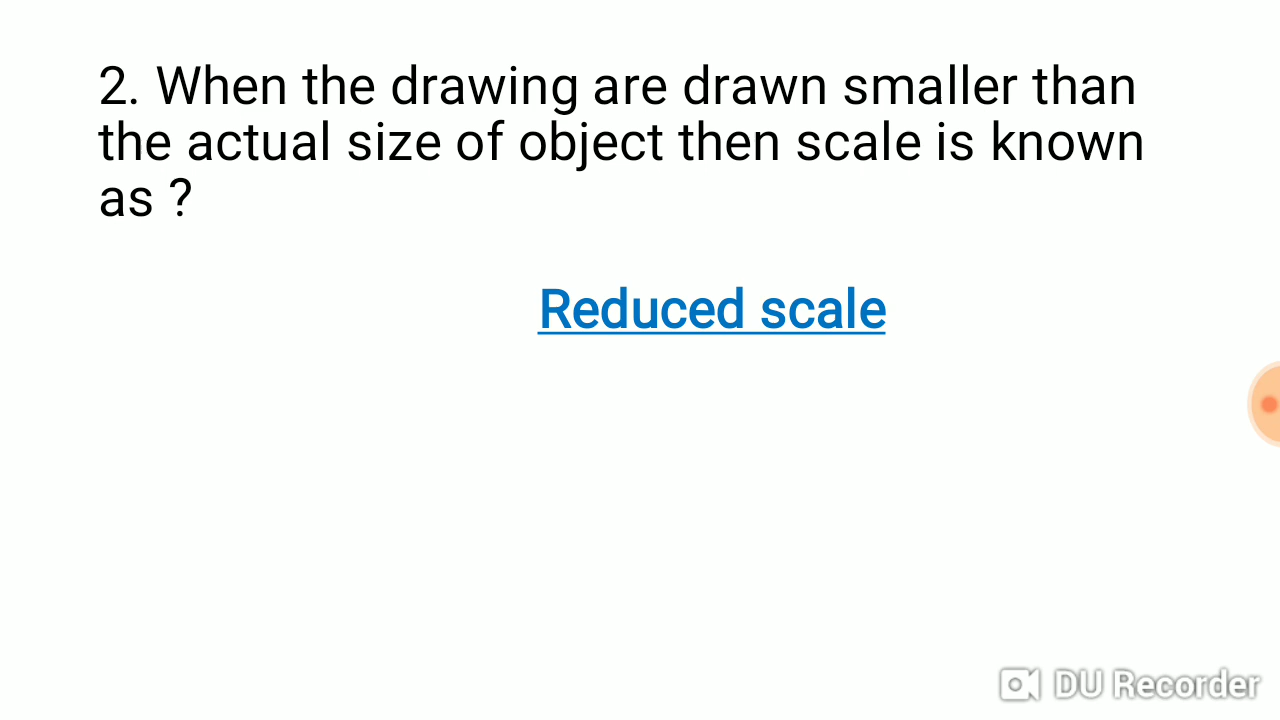 2. When the drawing are drawn smaller than
the actual size of object then scale is known
as ?
Reduced scale
DU Recorder